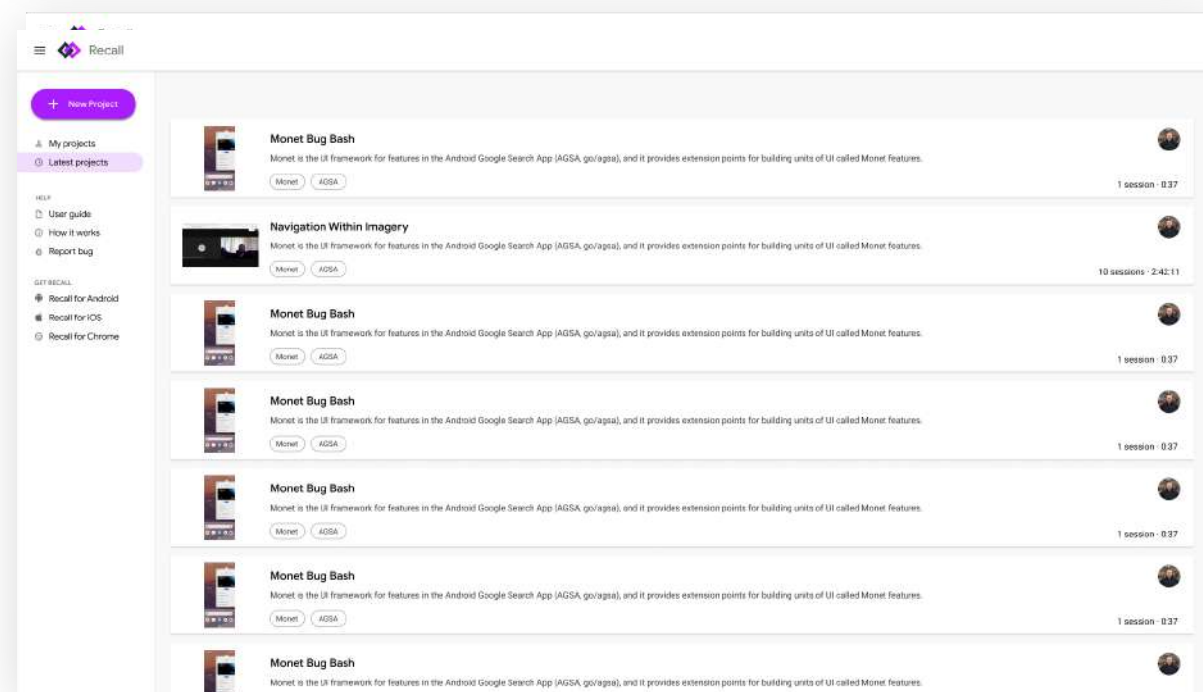 Recall
New Project
My projects
Latest projects
HELP
User guide
How it works
Report bug
GET RECALL
Recall for Android
Recall for iOS
Recall for Chrome
Monet Bug Bash
Monet is the UI framework for features in the Android Google Search App (AGSA, go/agsa), and it provides extension points for building units of UI called Monet features.
Monet AGSA
1 session · 0:37
Navigation Within Imagery
Monet is the UI framework for features in the Android Google Search App (AGSA, go/agsa), and it provides extension points for building units of UI called Monet features.
Monet AGSA
10 sessions · 2:42:11
Monet Bug Bash
Monet is the UI framework for features in the Android Google Search App (AGSA, go/agsa), and it provides extension points for building units of UI called Monet features.
Monet AGSA
1 session · 0:37
Monet Bug Bash
Monet is the UI framework for features in the Android Google Search App (AGSA, go/agsa), and it provides extension points for building units of UI called Monet features.
Monet AGSA
1 session · 0:37
Monet Bug Bash
Monet is the UI framework for features in the Android Google Search App (AGSA, go/agsa), and it provides extension points for building units of UI called Monet features.
Monet AGSA
1 session · 0:37
Monet Bug Bash
Monet is the UI framework for features in the Android Google Search App (AGSA, go/agsa), and it provides extension points for building units of UI called Monet features.
Monet AGSA
1 session · 0:37
Monet Bug Bash
Monet is the UI framework for features in the Android Google Search App (AGSA, go/agsa), and it provides extension points for building units of UI called Monet features.